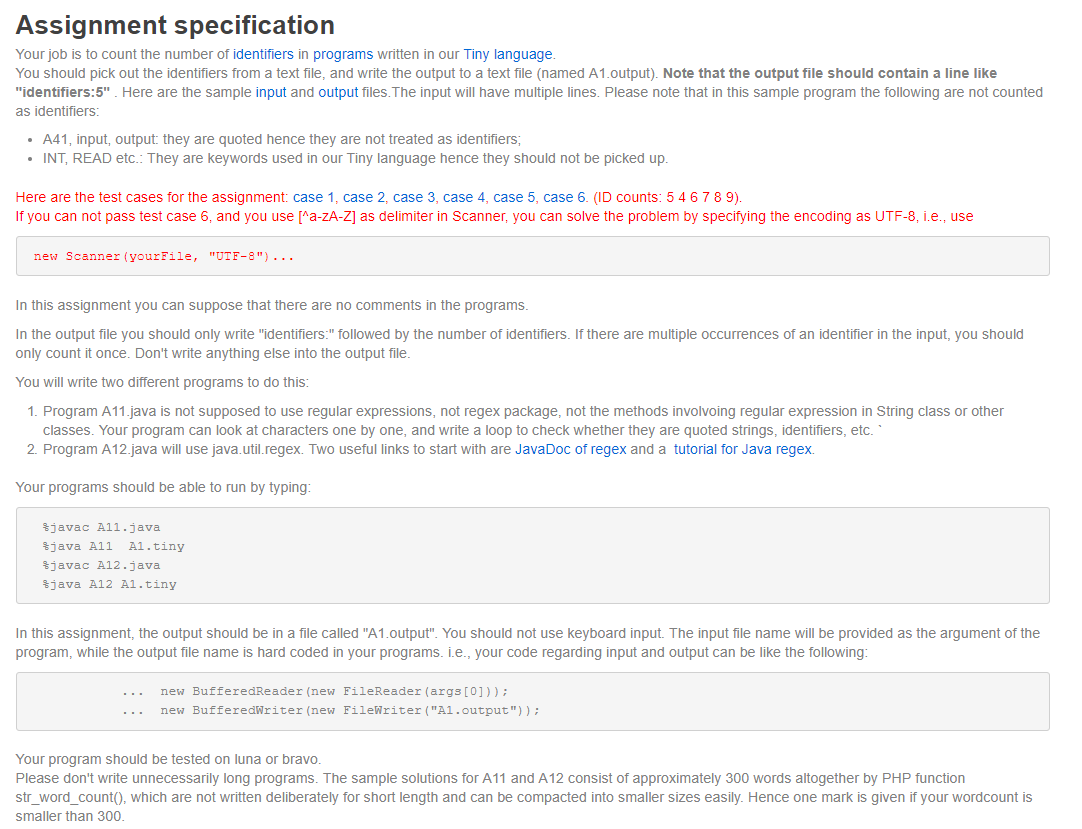 Assignment specification
Your job is to count the number of identifiers in programs written in our Tiny language.
You should pick out the identifiers from a text file, and write the output to a text file (named A1.output). Note that the output file should contain a line like
"identifiers:5" . Here are the sample input and output files.The input will have multiple lines. Please note that in this sample program the following are not counted
as identifiers:
• A41, input, output: they are quoted hence they are not treated as identifiers;
• INT, READ etc.: They are keywords used in our Tiny language hence they should not be picked up.
Here are the test cases for the assignment: case 1, case 2, case 3, case 4, case 5, case 6. (ID counts: 5 4 6 7 8 9).
If you can not pass test case 6, and you use [^a-zA-Z] as delimiter in Scanner, you can solve the problem by specifying the encoding as UTF-8, i.e., use
new Scanner(yourFile, "UTF-8")...
In this assignment you can suppose that there are no comments in the programs.
In the output file you should only write "identifiers:" followed by the number of identifiers. If there are multiple occurrences of an identifier in the input, you should
only count it once. Don't write anything else into the output file.
You will write two different programs to do this:
1. Program A11.java is not supposed to use regular expressions, not regex package, not the methods involvoing regular expression in String class or other
classes. Your program can look at characters one by one, and write a loop to check whether they are quoted strings, identifiers, etc. `
2. Program A12.java will use java.util.regex. Two useful links to start with are JavaDoc of regex and a tutorial for Java regex.
Your programs should be able to run by typing:
%javac A11.java
%java A11  A1.tiny
%javac A12.java
%java A12 A1.tiny
In this assignment, the output should be in a file called "A1.output". You should not use keyboard input. The input file name will be provided as the argument of the
program, while the output file name is hard coded in your programs. i.e., your code regarding input and output can be like the following:
... new BufferedReader(new FileReader(args[0]));
... new BufferedWriter(new FileWriter("A1.output"));
Your program should be tested on luna or bravo.
Please don't write unnecessarily long programs. The sample solutions for A11 and A12 consist of approximately 300 words altogether by PHP function
str_word_count(), which are not written deliberately for short length and can be compacted into smaller sizes easily. Hence one mark is given if your wordcount is
smaller than 300.